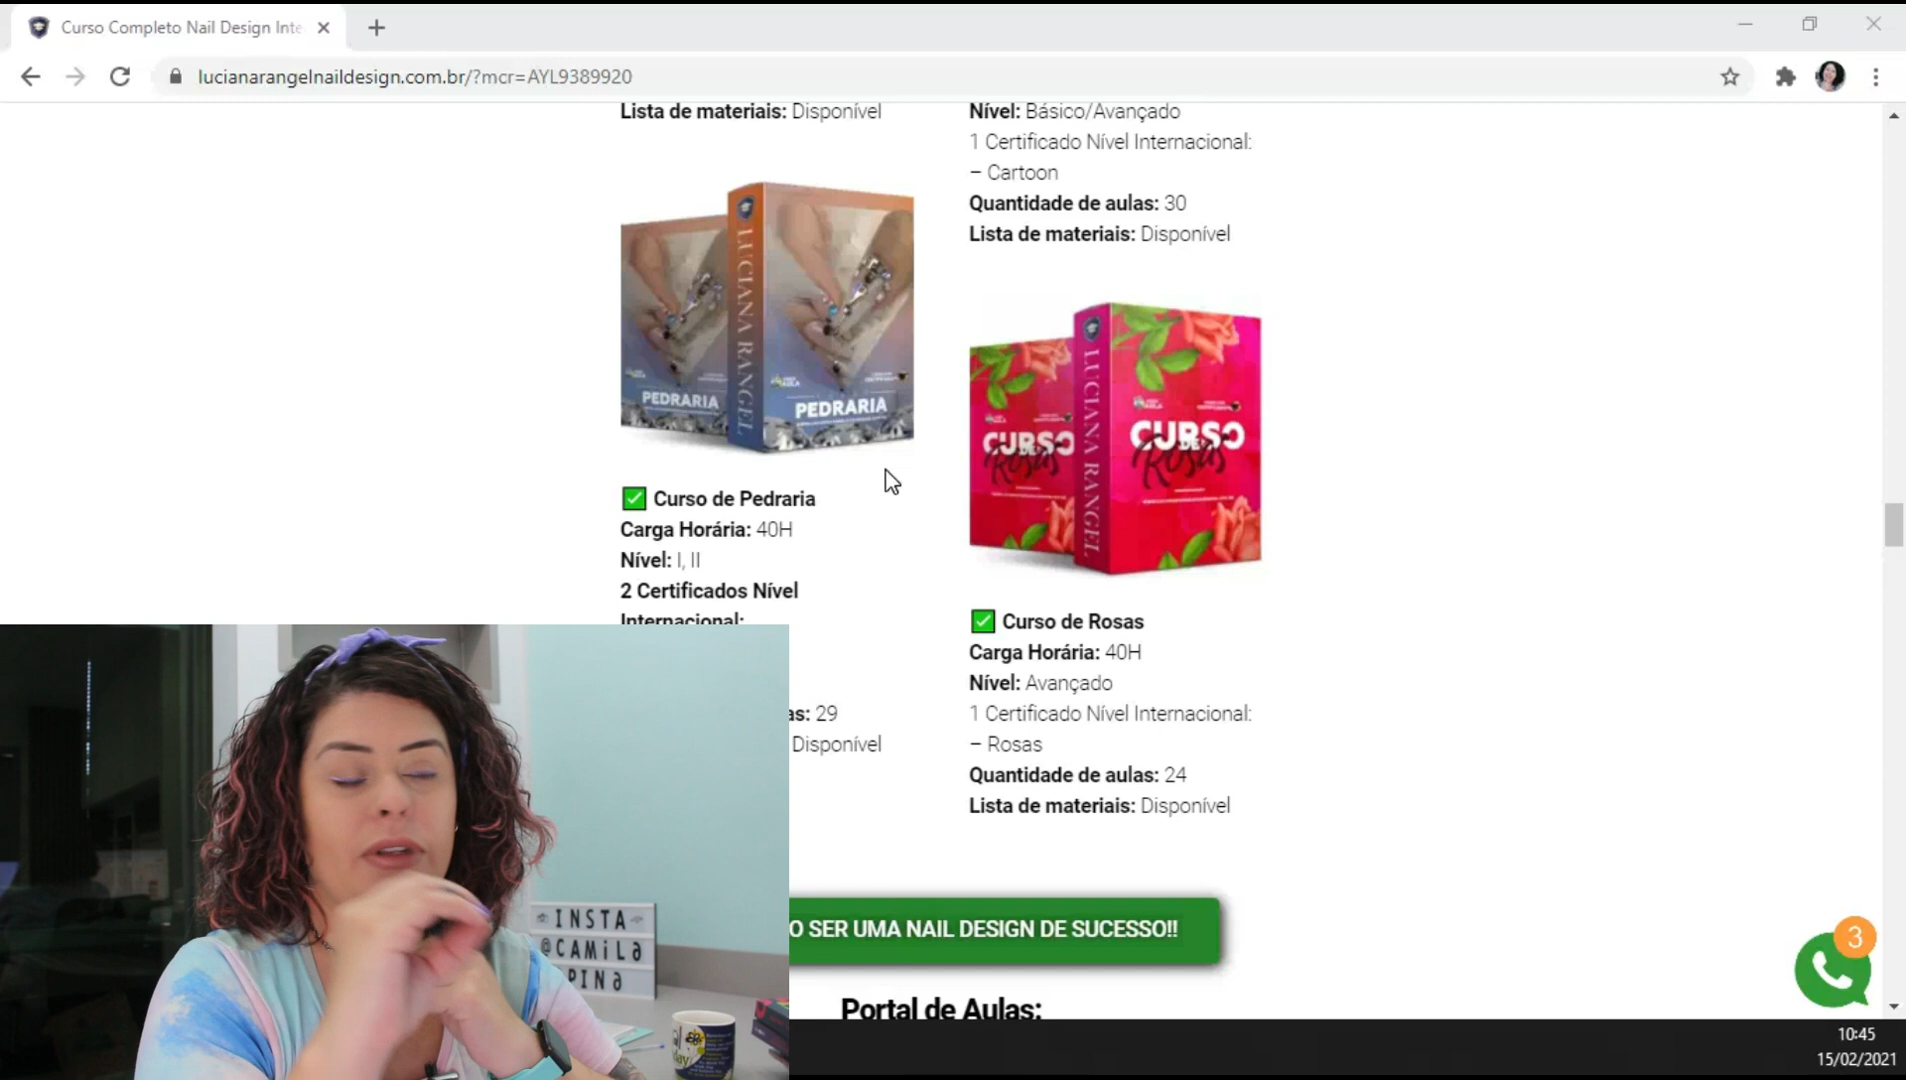 Curso Completo Nail Design Inte
lucianarangelnaildesign.com.br/?mcr=AYL9389920
Lista de materiais: Disponível
PEDRARIA
LUCIANA RANGEL
PEDRARIA
Curso de Pedraria
Carga Horária: 40H
Nível: I, II
2 Certificados Nível
Internacional:
as: 29
Disponível
Nível: Básico/Avançado
1 Certificado Nível Internacional:
– Cartoon
Quantidade de aulas: 30
Lista de materiais: Disponível
CURSO
DE
Rosas
LUCIANA RANGEL
CURSO
DE
Rosas
Curso de Rosas
Carga Horária: 40H
Nível: Avançado
1 Certificado Nível Internacional:
– Rosas
Quantidade de aulas: 24
Lista de materiais: Disponível
O SER UMA NAIL DESIGN DE SUCESSO!!
Portal de Aulas:
INSTA
@CAMILA
PINA
3
10:45
15/02/2021